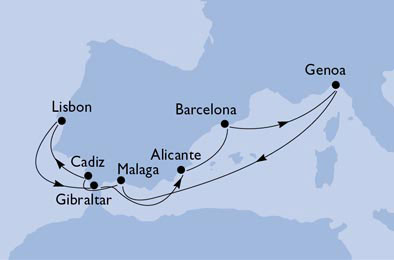 Genoa
Lisbon
Barcelona
Cadiz
Alicante
Malaga
Gibraltar